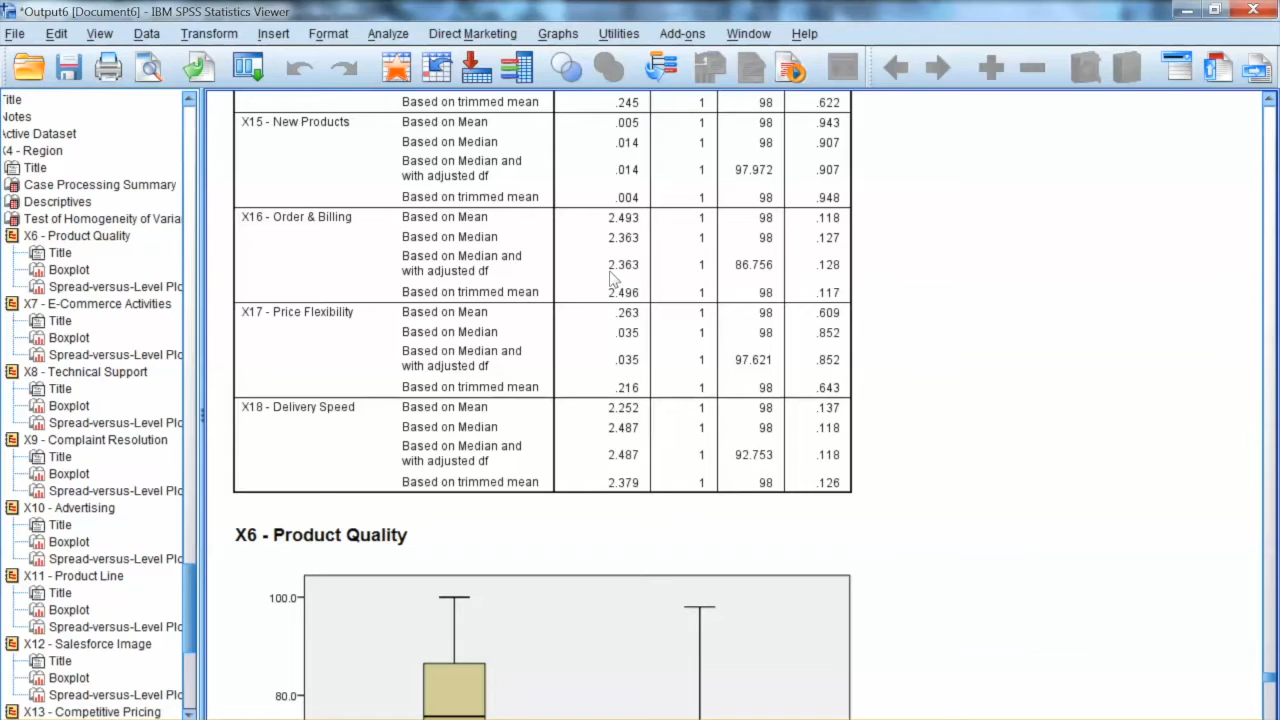 *Output6 [Document6] - IBM SPSS Statistics Viewer
File Edit View Data Transform Insert Format Analyze Direct Marketing Graphs Utilities Add-ons Window Help
Title
Notes
Active Dataset
X4 - Region
Title
Case Processing Summary
Descriptives
Test of Homogeneity of Varia
X6 - Product Quality
Title
Boxplot
Spread-versus-Level Plo
X7 - E-Commerce Activities
Title
Boxplot
Spread-versus-Level Plo
X8 - Technical Support
Title
Boxplot
Spread-versus-Level Plo
X9 - Complaint Resolution
Title
Boxplot
Spread-versus-Level Plo
X10 - Advertising
Title
Boxplot
Spread-versus-Level Plo
X11 - Product Line
Title
Boxplot
Spread-versus-Level Plo
X12 - Salesforce Image
Title
Boxplot
Spread-versus-Level Plo
X13 - Competitive Pricing
Based on trimmed mean .245 1 98 .622
X15 - New Products Based on Mean .005 1 98 .943
Based on Median .014 1 98 .907
Based on Median and
with adjusted df .014 1 97.972 .907
Based on trimmed mean .004 1 98 .948
X16 - Order & Billing Based on Mean 2.493 1 98 .118
Based on Median 2.363 1 98 .127
Based on Median and
with adjusted df 2.363 1 86.756 .128
Based on trimmed mean 2.496 1 98 .117
X17 - Price Flexibility Based on Mean .263 1 98 .609
Based on Median .035 1 98 .852
Based on Median and
with adjusted df .035 1 97.621 .852
Based on trimmed mean .216 1 98 .643
X18 - Delivery Speed Based on Mean 2.252 1 98 .137
Based on Median 2.487 1 98 .118
Based on Median and
with adjusted df 2.487 1 92.753 .118
Based on trimmed mean 2.379 1 98 .126
X6 - Product Quality
100.0
80.0